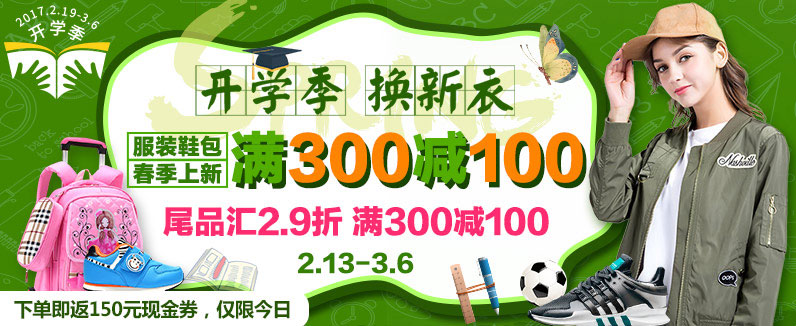 2017,2.19-3.6
开学季
SPRING
开学季 换新衣
服装鞋包
春季上新
满300减100
尾品汇2.9折 满300减100
2.13-3.6
下单即返150元现金券，仅限今日
Nashville
OOPS!